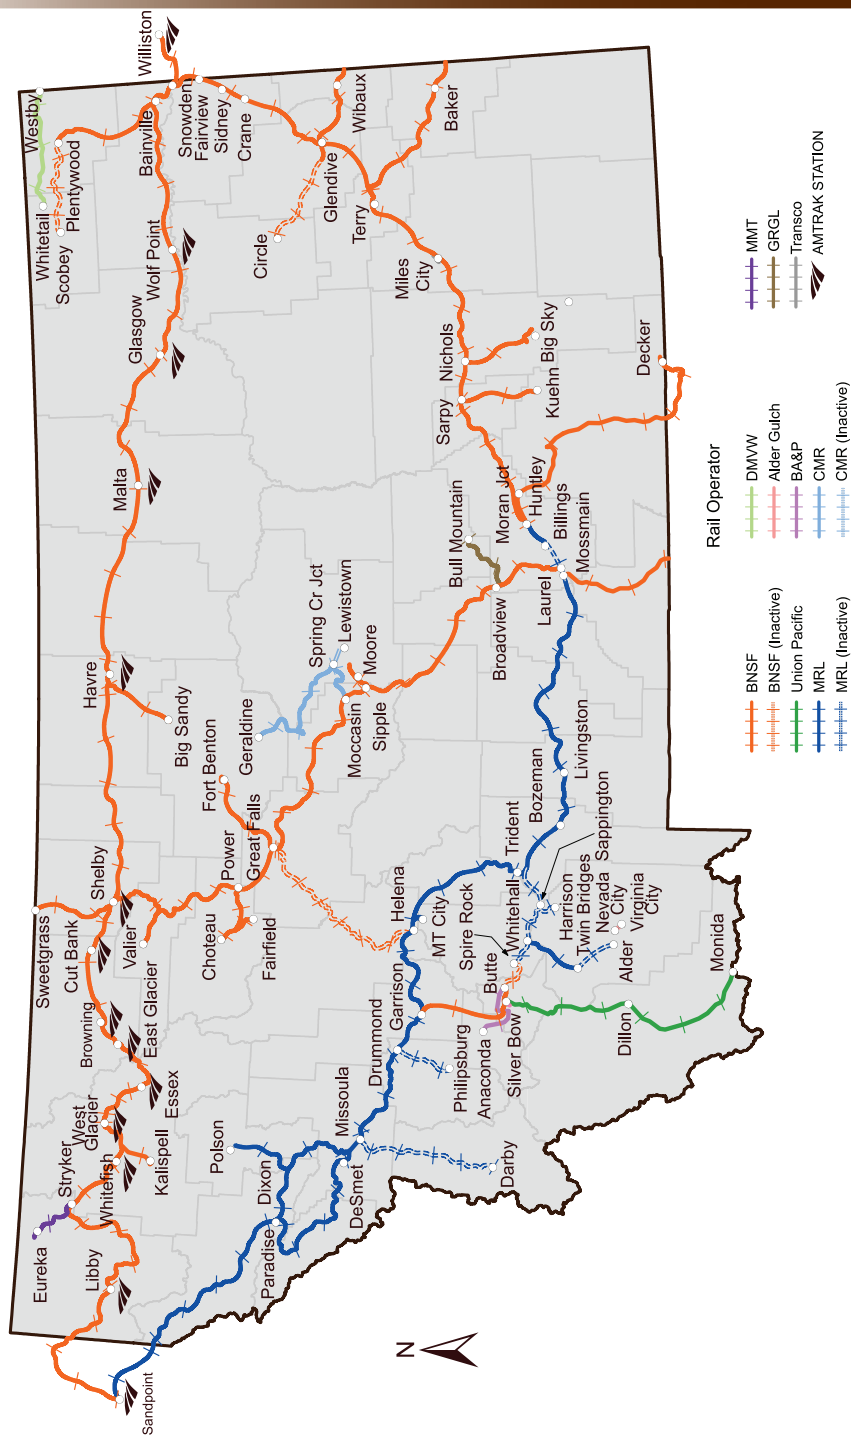 Eureka
Stryker
Libby
Whitefish
West
Glacier
Kalispell
Essex
Browning
East Glacier
Cut Bank
Sweetgrass
Shelby
Valier
Choteau
Fairfield
Power
Great Falls
Fort Benton
Big Sandy
Havre
Malta
Glasgow
Wolf Point
Scobey
Whitetail
Plentywood
Westby
Bainville
Williston
Snowden
Fairview
Sidney
Crane
Circle
Glendive
Wibaux
Terry
Baker
Miles
City
Nichols
Sarpy
Big Sky
Kuehn
Decker
Moran Jct
Huntley
Billings
Mossmain
Laurel
Bull Mountain
Broadview
Geraldine
Spring Cr Jct
Lewistown
Moore
Moccasin
Sipple
Livingston
Bozeman
Sappington
Trident
Helena
MT City
Spire Rock
Whitehall
Harrison
Twin Bridges
Nevada
City
Virginia
City
Alder
Monida
Dillon
Butte
Silver Bow
Anaconda
Philipsburg
Garrison
Drummond
Missoula
Darby
DeSmet
Dixon
Polson
Paradise
Sandpoint
N
Rail Operator
BNSF
BNSF (Inactive)
Union Pacific
MRL
MRL (Inactive)
DMVW
Alder Gulch
BA&P
CMR
CMR (Inactive)
MMT
GRGL
Transco
AMTRAK STATION